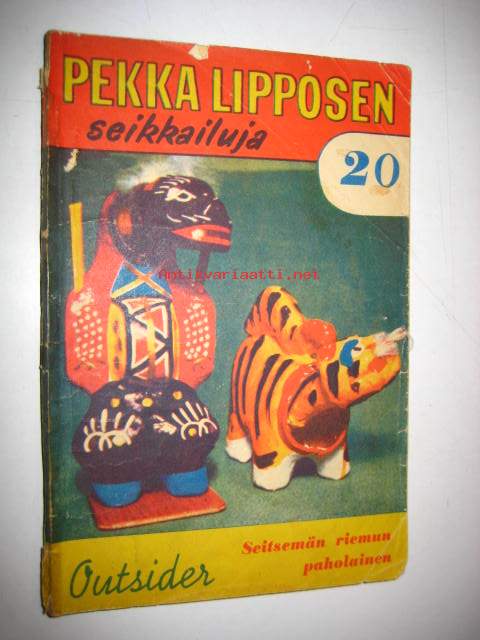 PEKKA LIPPOSEN
seikkailuja
20
Antikvariaatti.net
Seitsemän riemun
paholainen
Outsider